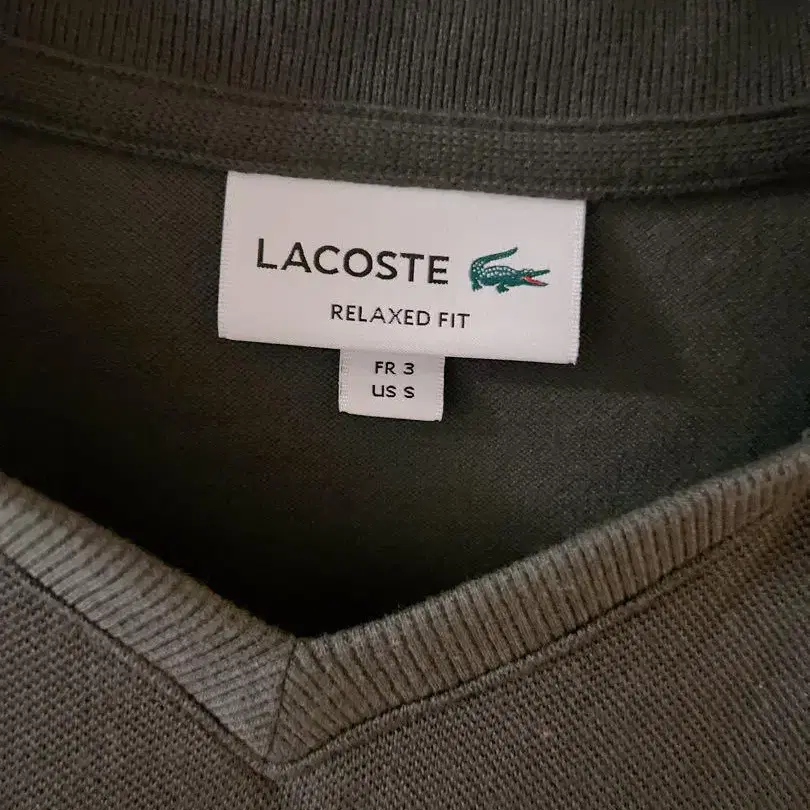 LACOSTE
RELAXED FIT
FR 3
US S